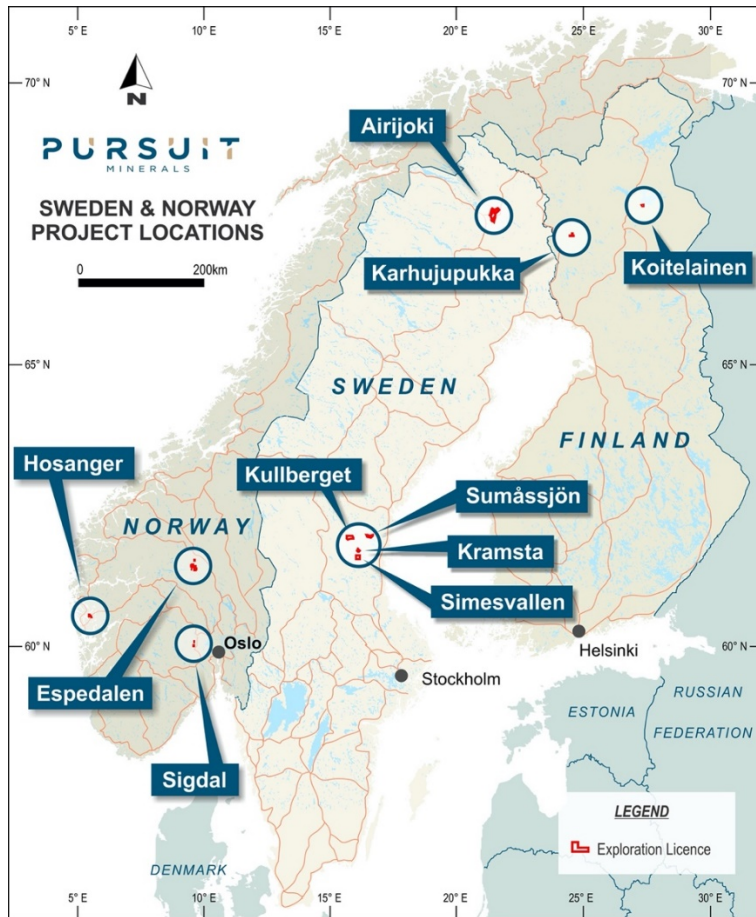 5° E
10° E
15° E
20° E
25° E
30° E
70° N
70° N
N
PURSUIT
MINERALS
SWEDEN & NORWAY
PROJECT LOCATIONS
0
200km
Airijoki
Karhujupukka
Koitelainen
65° N
65° N
SWEDEN
FINLAND
Hosanger
Kullberget
Sumåssjön
NORWAY
Kramsta
Simesvallen
60° N
60° N
Oslo
Helsinki
Espedalen
Stockholm
Sigdal
ESTONIA
RUSSIAN
FEDERATION
LEGEND
Exploration Licence
DENMARK
5° E
10° E
15° E
20° E
25° E
30° E